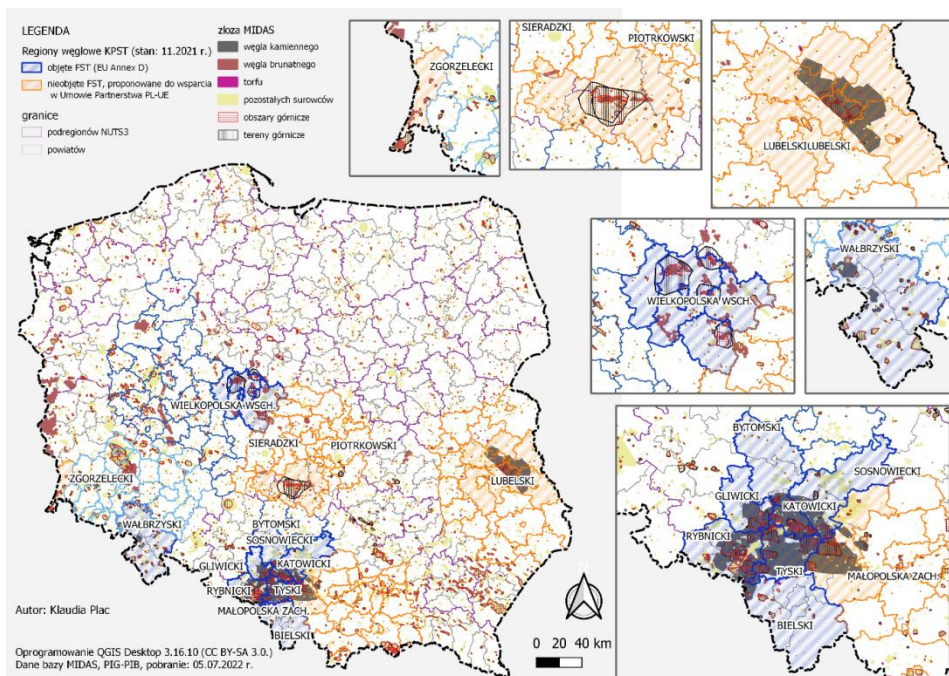 LEGENDA
Regiony węglowe KPST (stan: 11.2021 r.)
objęte FST (EU Annex D)
nieobjęte FST, proponowane do wsparcia
w Umowie Partnerstwa PL-UE
granice
podregionów NUTS3
powiatów
złoża MIDAS
węgla kamiennego
węgla brunatnego
torfu
pozostałych surowców
obszary górnicze
tereny górnicze
ZGORZELECKI
SIERADZKI
PIOTRKOWSKI
LUBELSKI LUBELSKI
WIELKOPOLSKA WSCH.
WAŁBRZYSKI
WIELKOPOLSKA WSCH.
SIERADZKI
PIOTRKOWSKI
ZGORZELECKI
LUBELSKI
WAŁBRZYSKI
BYTOMSKI
SOSNOWIECKI
GLIWICKI
KATOWICKI
RYBNICKI
TYSKI
MAŁOPOLSKA ZACH.
BIELSKI
BYTOMSKI
SOSNOWIECKI
GLIWICKI
KATOWICKI
RYBNICKI
TYSKI
MAŁOPOLSKA ZACH.
BIELSKI
N
0 20 40 km
Autor: Klaudia Plac
Oprogramowanie QGIS Desktop 3.16.10 (CC BY-SA 3.0.)
Dane bazy MIDAS, PIG-PIB, pobranie: 05.07.2022 r.